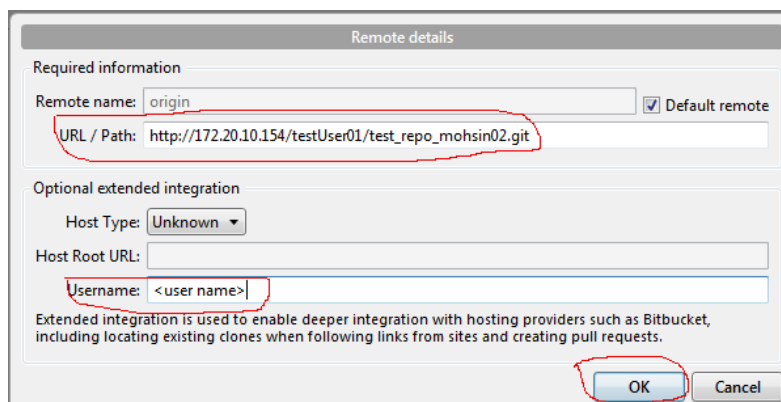 Remote details
Required information
Remote name: origin Default remote
URL / Path: http://172.20.10.154/testUser01/test_repo_mohsin02.git
Optional extended integration
Host Type: Unknown
Host Root URL:
Username: <user name>
Extended integration is used to enable deeper integration with hosting providers such as Bitbucket,
including locating existing clones when following links from sites and creating pull requests.
OK Cancel